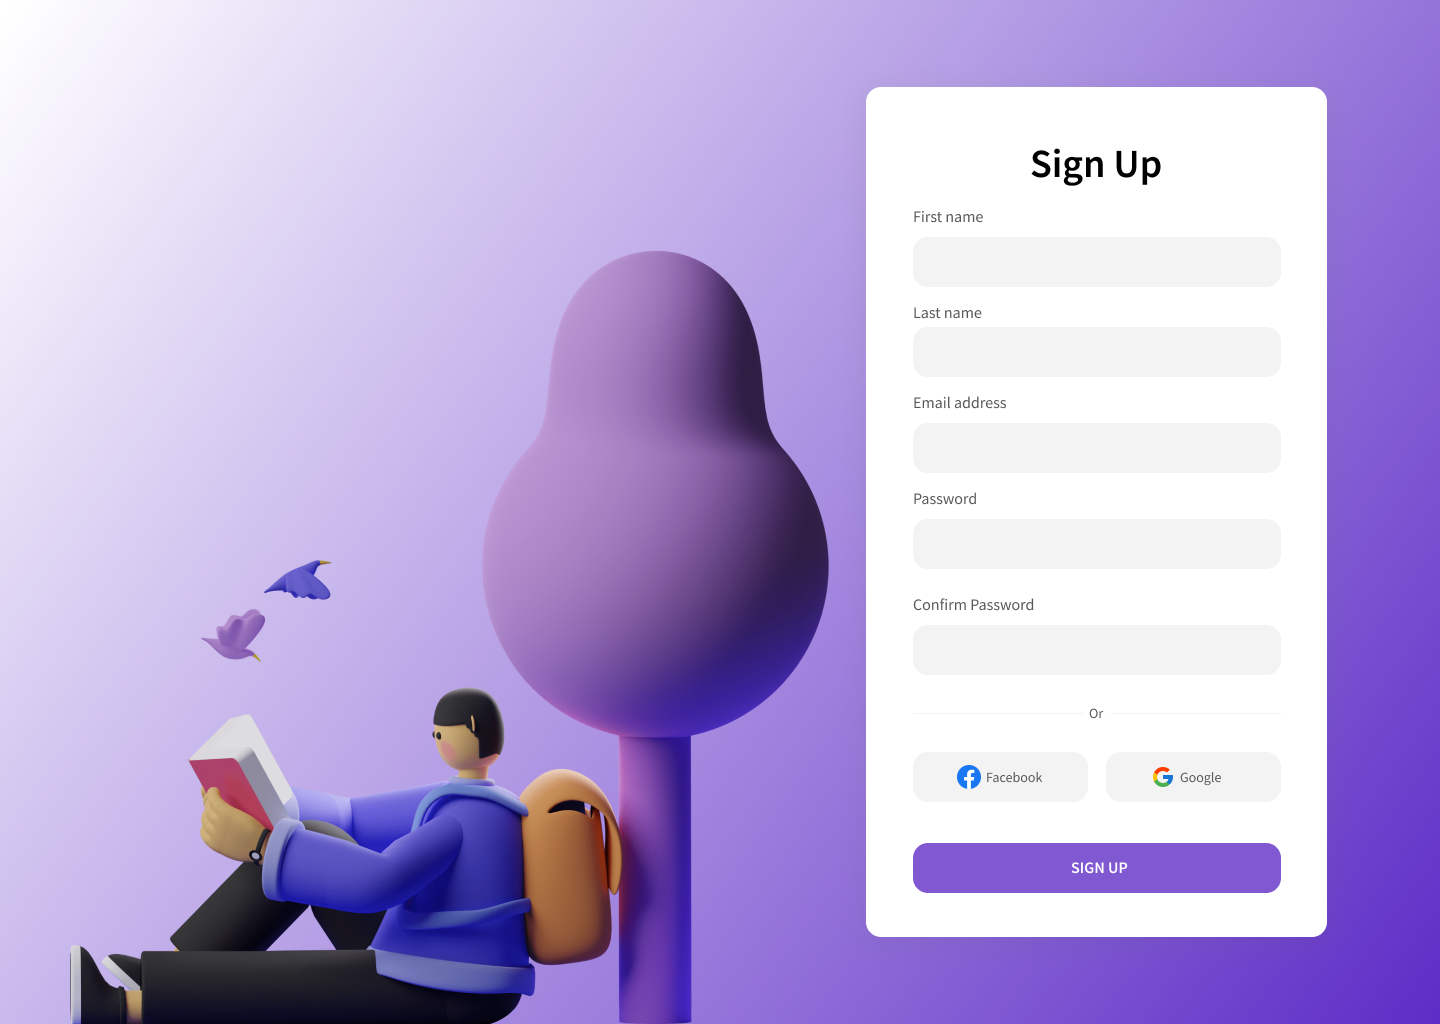 Sign Up
First name
Last name
Email address
Password
Confirm Password
Or
Facebook
Google
SIGN UP